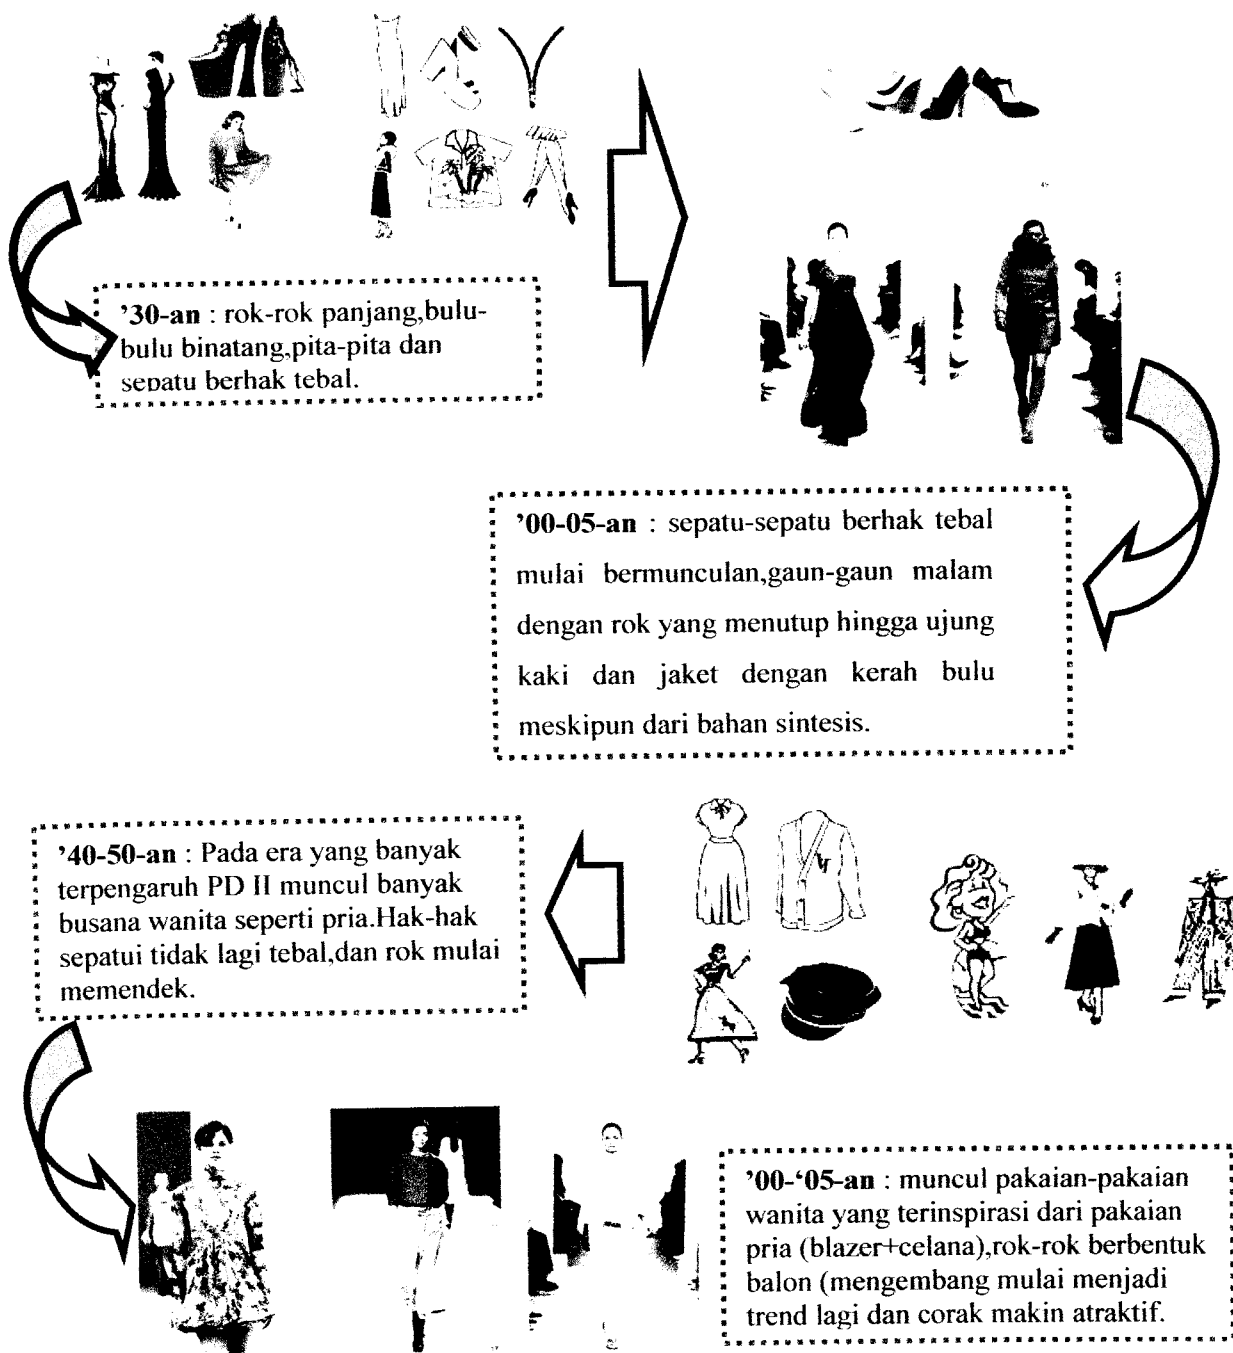 ’30-an : rok-rok panjang,bulu-
bulu binatang,pita-pita dan
sepatu berhak tebal.
’00-05-an : sepatu-sepatu berhak tebal
mulai bermunculan,gaun-gaun malam
dengan rok yang menutup hingga ujung
kaki dan jaket dengan kerah bulu
meskipun dari bahan sintesis.
’40-50-an : Pada era yang banyak
terpengaruh PD II muncul banyak
busana wanita seperti pria.Hak-hak
sepatui tidak lagi tebal,dan rok mulai
memendek.
’00-‘05-an : muncul pakaian-pakaian
wanita yang terinspirasi dari pakaian
pria (blazer+celana),rok-rok berbentuk
balon (mengembang mulai menjadi
trend lagi dan corak makin atraktif.